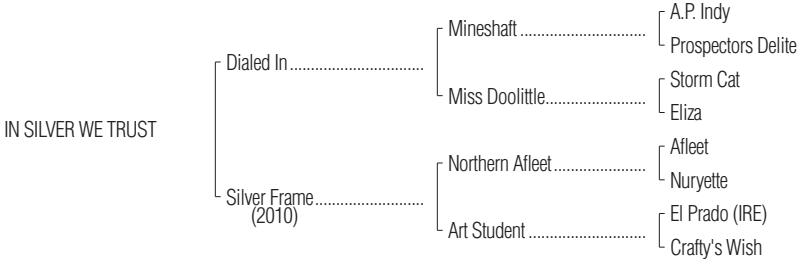 A.P. Indy
Mineshaft ..............................
Prospectors Delite
Dialed In ................................
Storm Cat
Miss Doolittle........................
Eliza
IN SILVER WE TRUST
Afleet
Northern Afleet......................
Nuryette
Silver Frame..........................
(2010)
El Prado (IRE)
Art Student ............................
Crafty's Wish